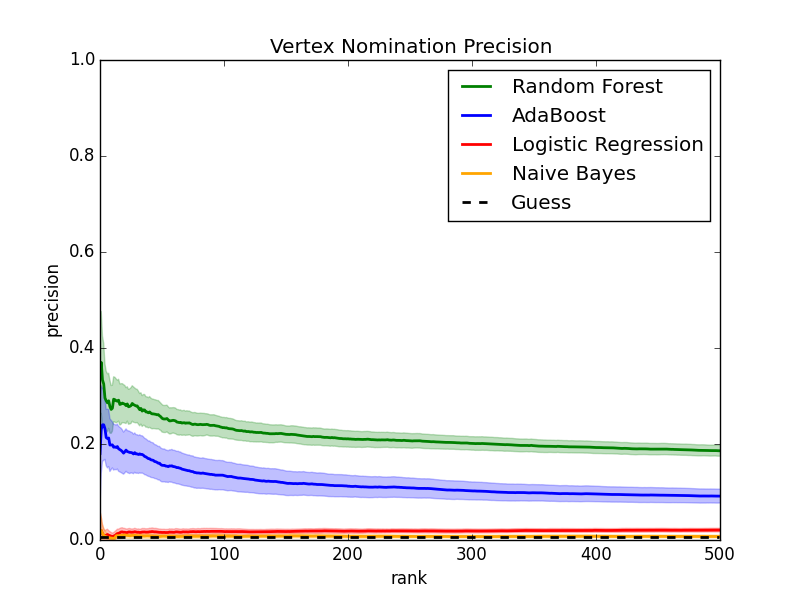 Vertex Nomination Precision
1.0
0.8
0.6
0.4
0.2
0.0
precision
Random Forest
AdaBoost
Logistic Regression
Naive Bayes
Guess
0 100 200 300 400 500
rank